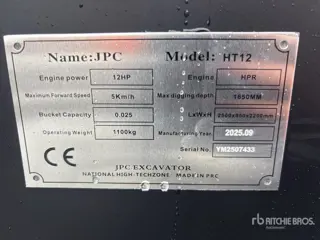 Name:JPC Model: HT12
Engine power 12HP Engine HPR
Maximum Forward Speed 5Km/h Max digging depth 1650MM
Bucket Capacity 0.025 LxWxH
Operating Weight 1100kg Manufacturing Year 2025.09
Serial No. YM2507433
CE
JPC EXCAVATOR
NATIONAL HIGH-TECHZONE MADE IN PRC
rb
RITCHIE BROS